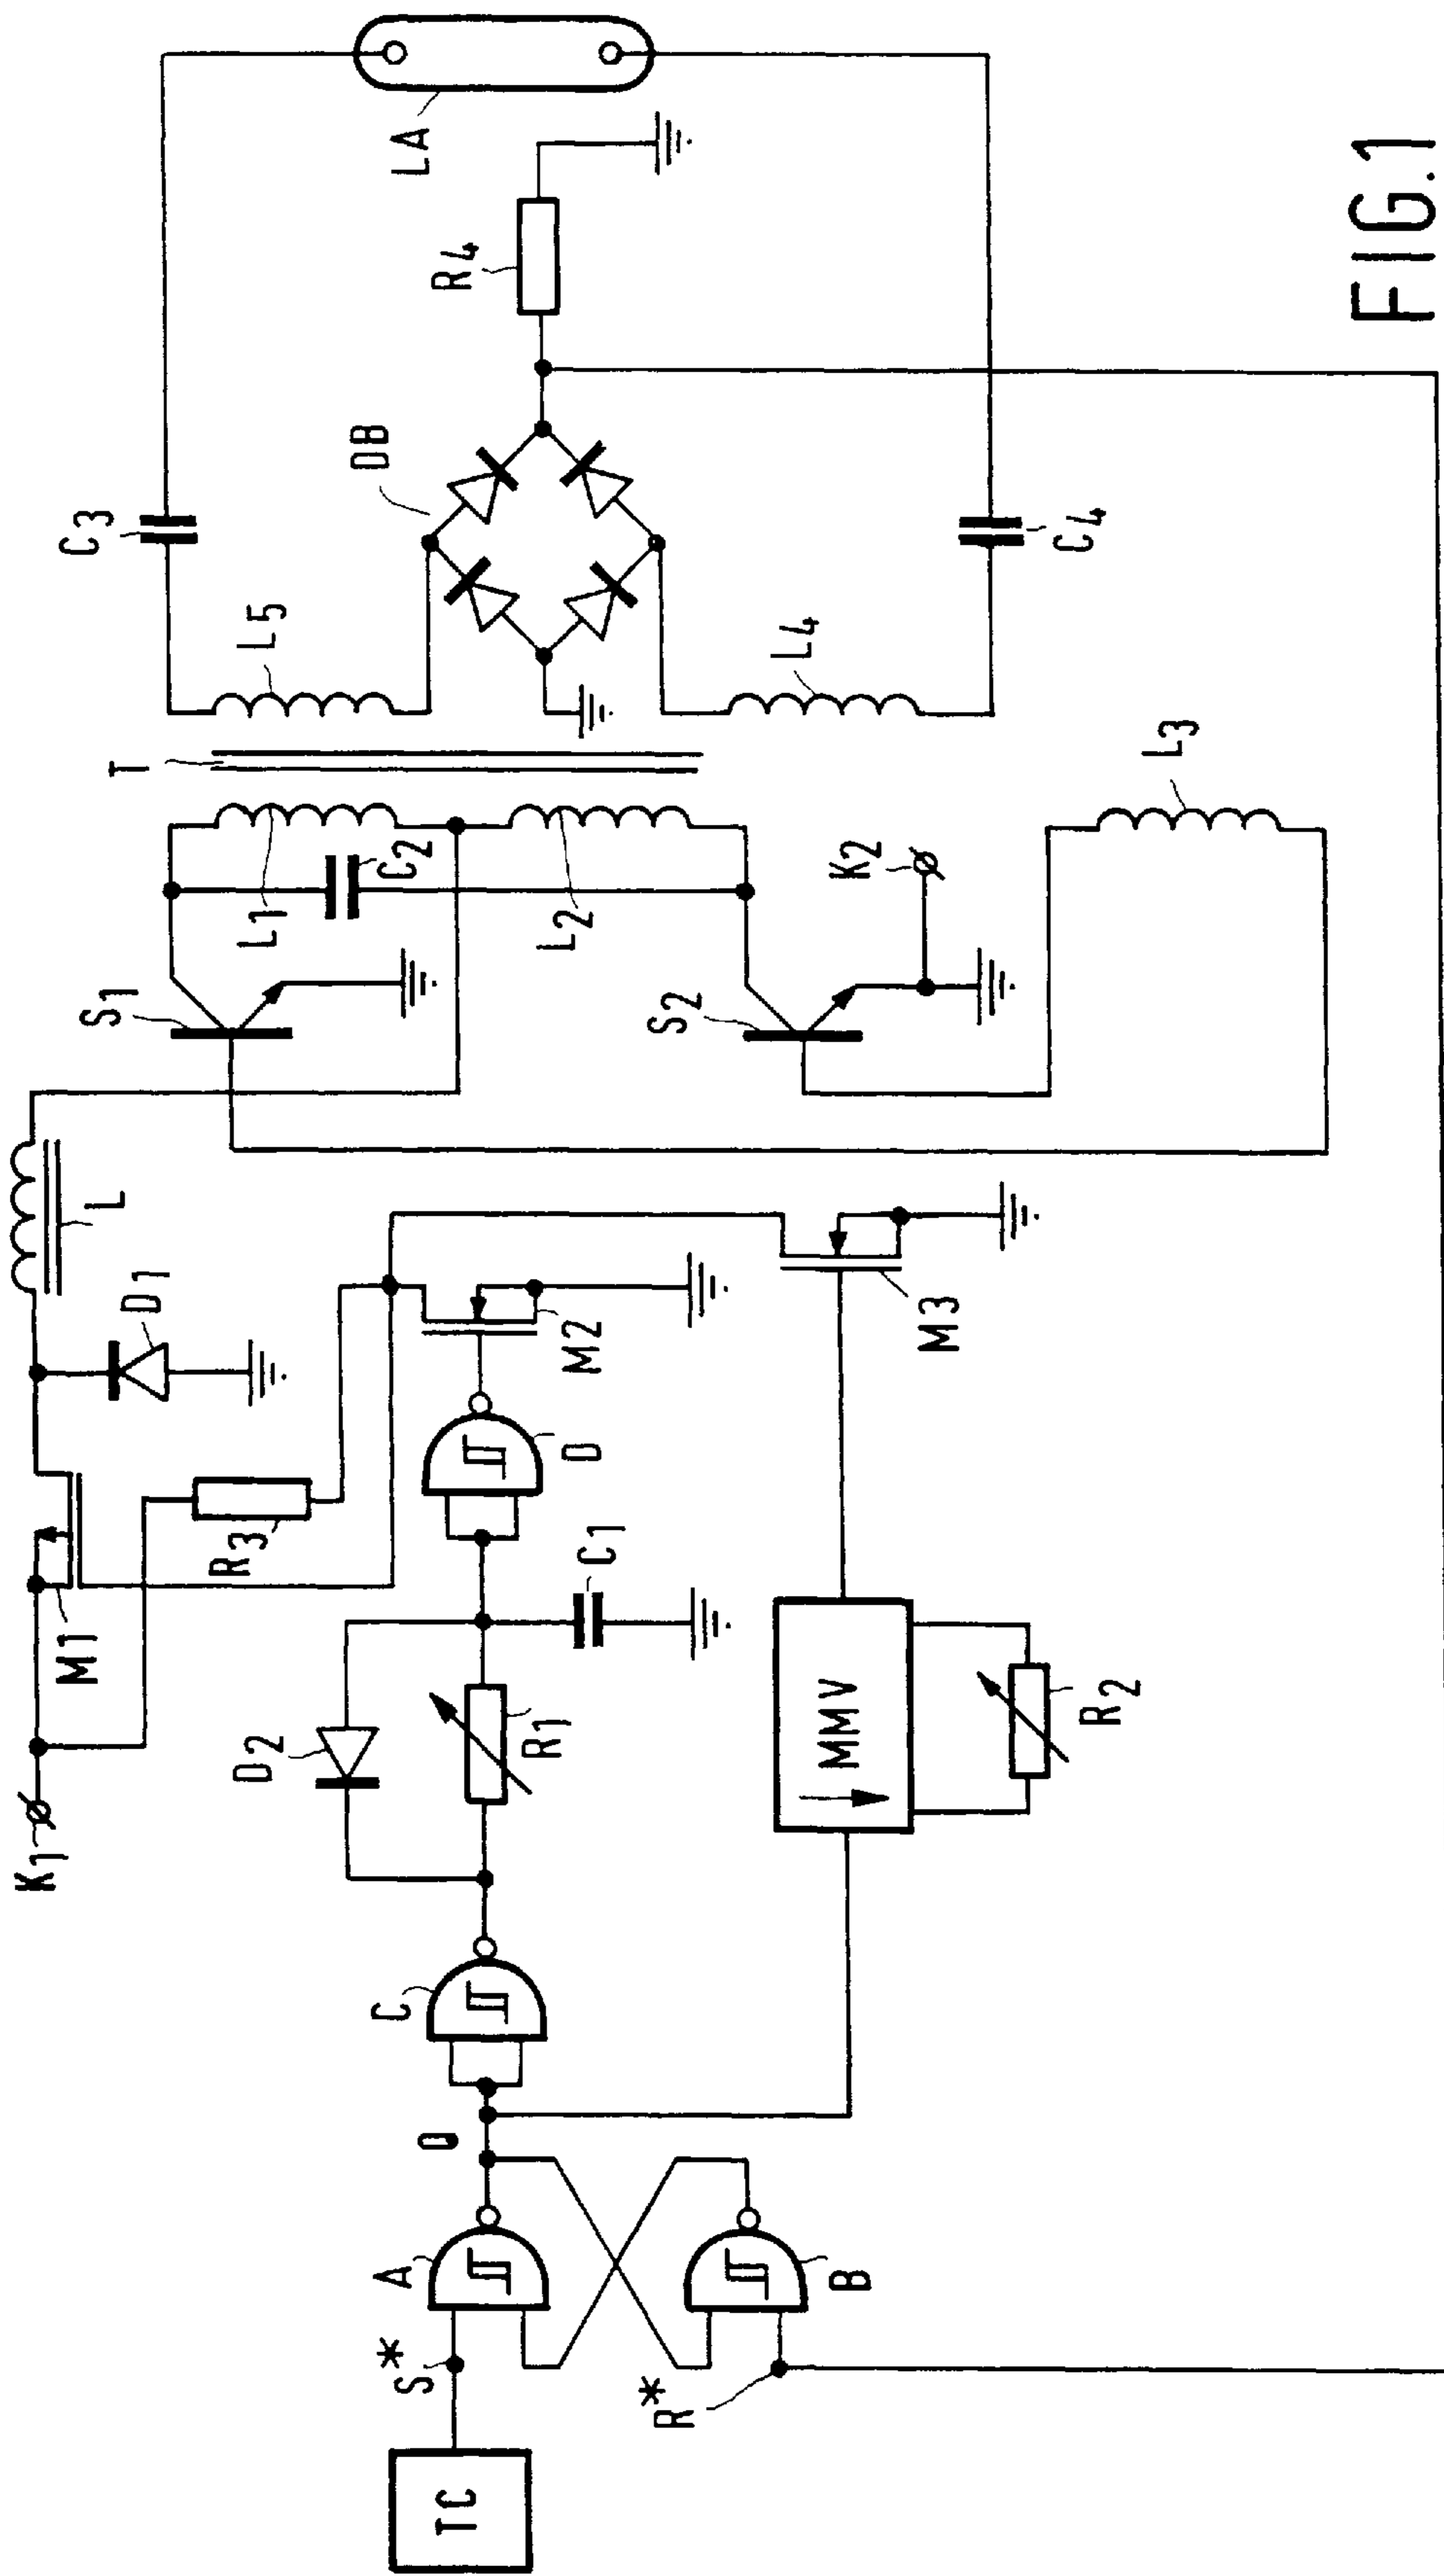 K1
M1
D1
L
R3
S1
T
C3
L5
L1
C2
DB
R4
LA
D2
R1
C1
D
M2
L2
S2
K2
L4
C4
L3
TC
S*
A
Q
C
R*
B
MMV
R2
M3
FIG.1